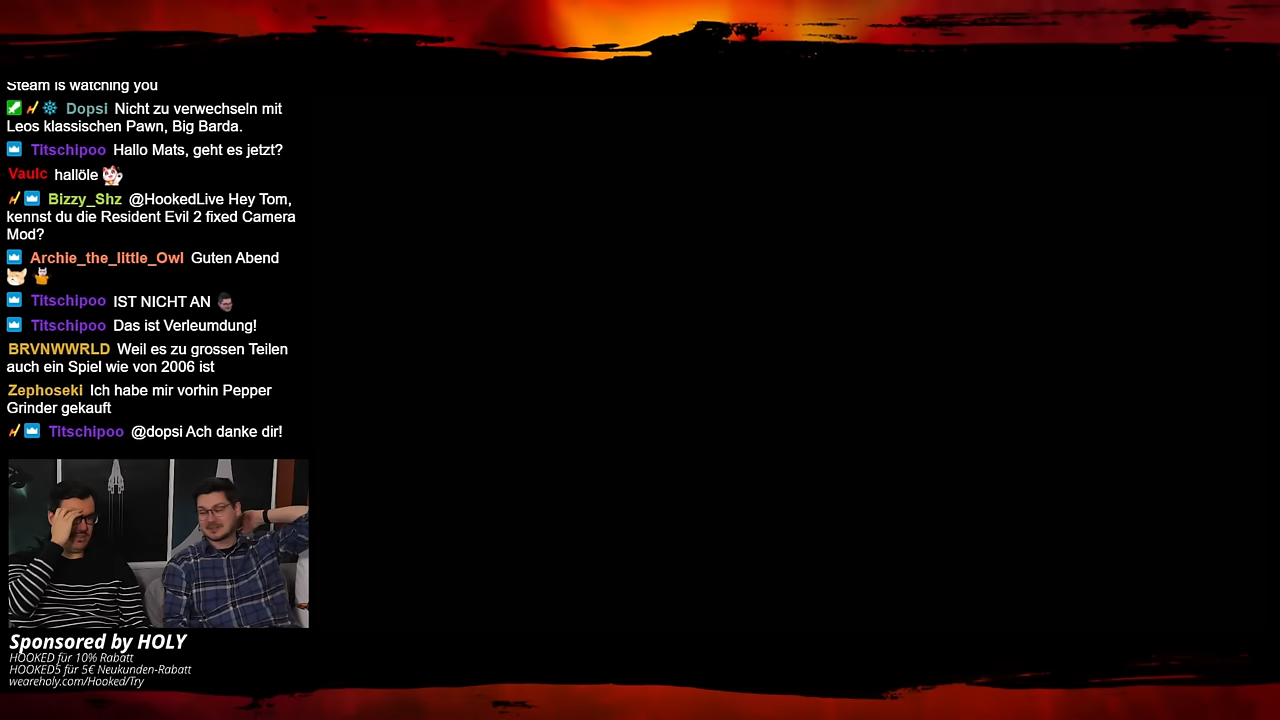 Steam is watching you
Dopsi Nicht zu verwechseln mit
Leos klassischen Pawn, Big Barda.
Titschipoo Hallo Mats, geht es jetzt?
Vaulc hallöle
Bizzy_Shz @HookedLive Hey Tom,
kennst du die Resident Evil 2 fixed Camera
Mod?
Archie_the_little_Owl Guten Abend
Titschipoo IST NICHT AN
Titschipoo Das ist Verleumdung!
BRVNWWRLD Weil es zu grossen Teilen
auch ein Spiel wie von 2006 ist
Zephoseki Ich habe mir vorhin Pepper
Grinder gekauft
Titschipoo @dopsi Ach danke dir!
Sponsored by HOLY
HOOKED für 10% Rabatt
HOOKED5 für 5€ Neukunden-Rabatt
weareholy.com/Hooked/Try